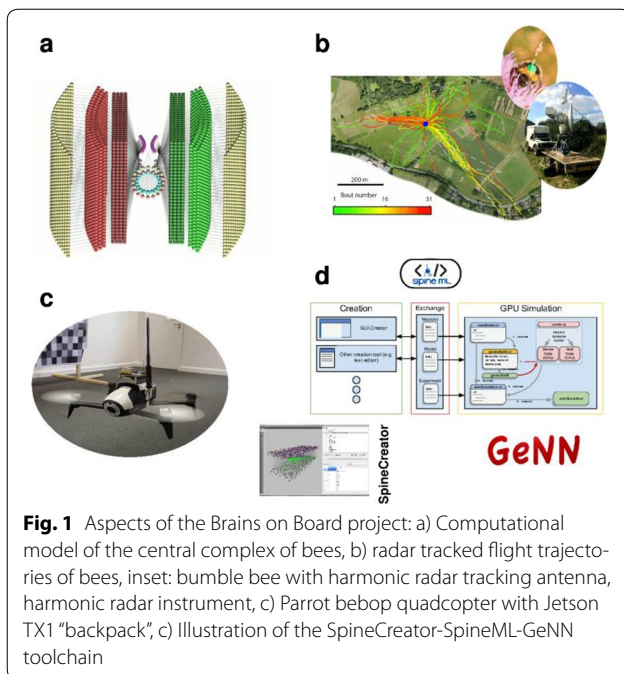 a
b
200 m
Bout number
1 16 31
c
d
</>
spine ML
Creation
Exchange
GPU Simulation
GUI Creator
Other creation tool (e.g.
text editor)
Neurons
Model
Experiment
SpineCreator
GeNN
Fig. 1 Aspects of the Brains on Board project: a) Computational
model of the central complex of bees, b) radar tracked flight trajecto-
ries of bees, inset: bumble bee with harmonic radar tracking antenna,
harmonic radar instrument, c) Parrot bebop quadcopter with Jetson
TX1 “backpack”, c) Illustration of the SpineCreator-SpineML-GeNN
toolchain